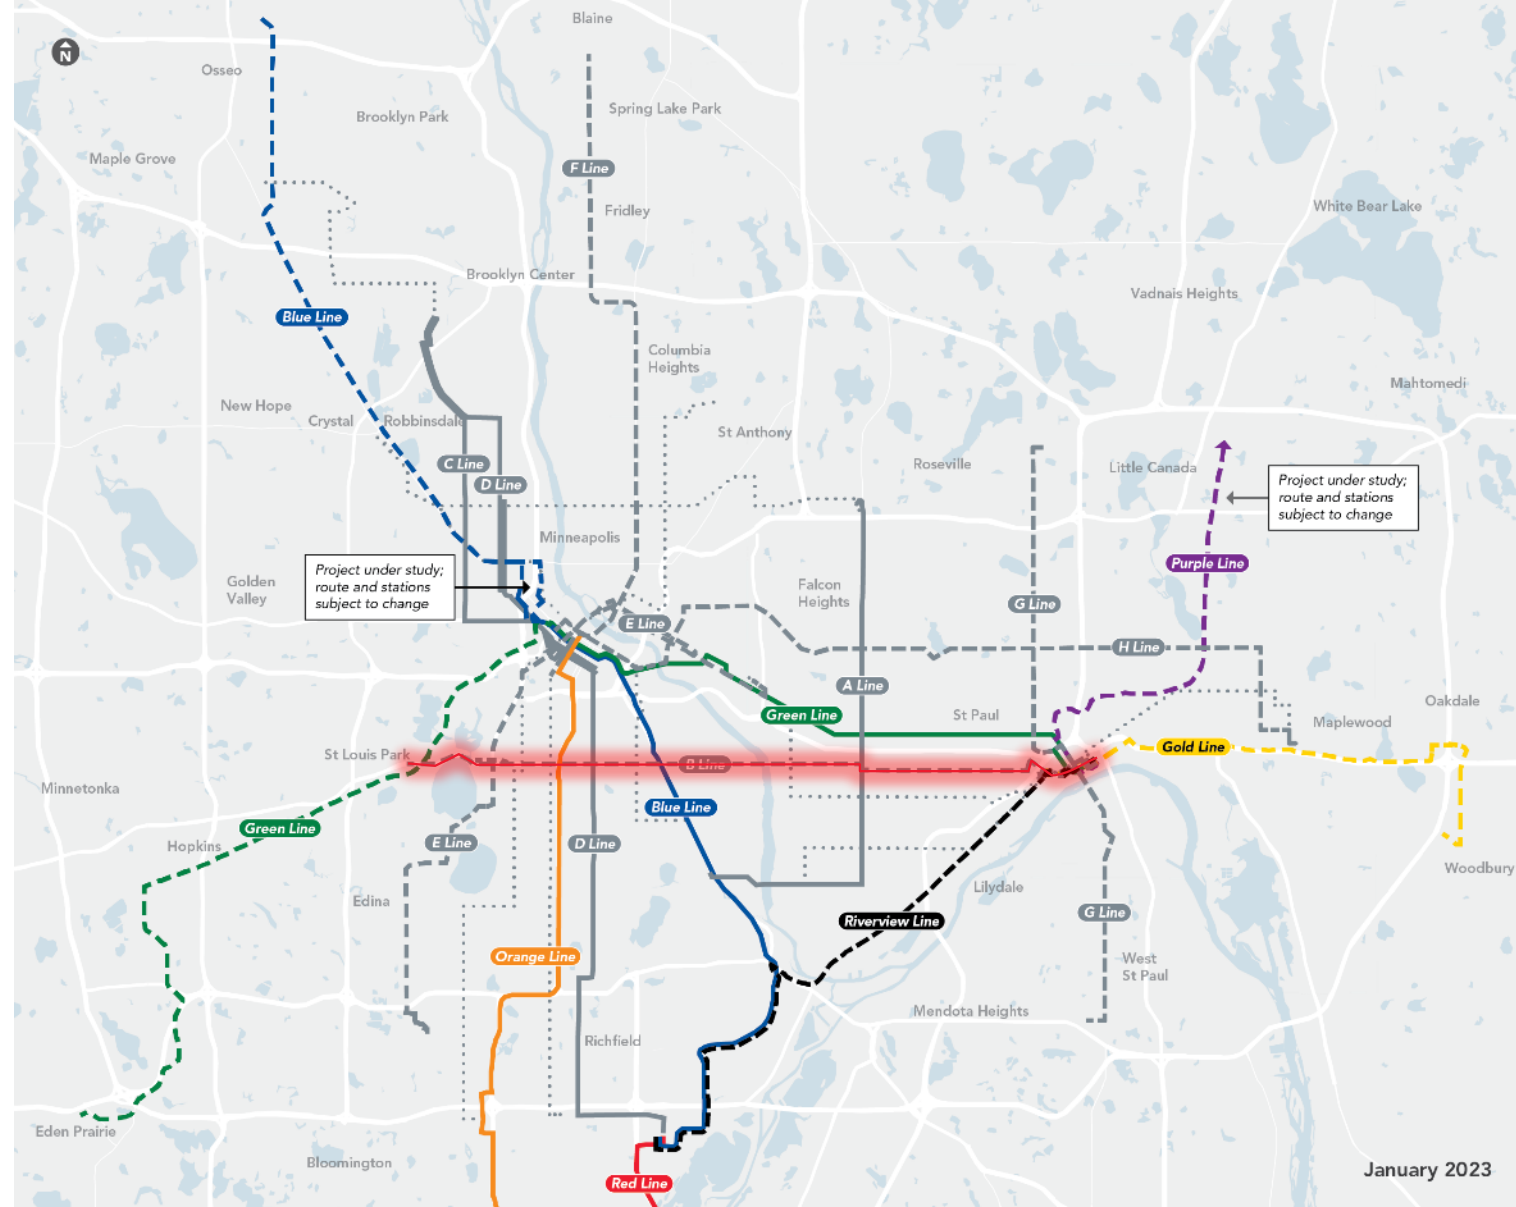 Blaine
N
Osseo
Spring Lake Park
Brooklyn Park
Maple Grove
F Line
Fridley
White Bear Lake
Brooklyn Center
Vadnais Heights
Blue Line
Columbia
Heights
Mahtomedi
New Hope
Crystal
Robbinsdale
St Anthony
C Line
Roseville
Little Canada
D Line
Project under study;
route and stations
subject to change
Minneapolis
Purple Line
Project under study;
route and stations
subject to change
Golden
Valley
Falcon
Heights
G Line
E Line
H Line
A Line
Oakdale
Green Line
St Paul
Maplewood
Gold Line
St Louis Park
B Line
Minnetonka
Blue Line
Green Line
Hopkins
E Line
D Line
Woodbury
Lilydale
Edina
G Line
Riverview Line
Orange Line
West
St Paul
Mendota Heights
Richfield
Eden Prairie
Bloomington
January 2023
Red Line